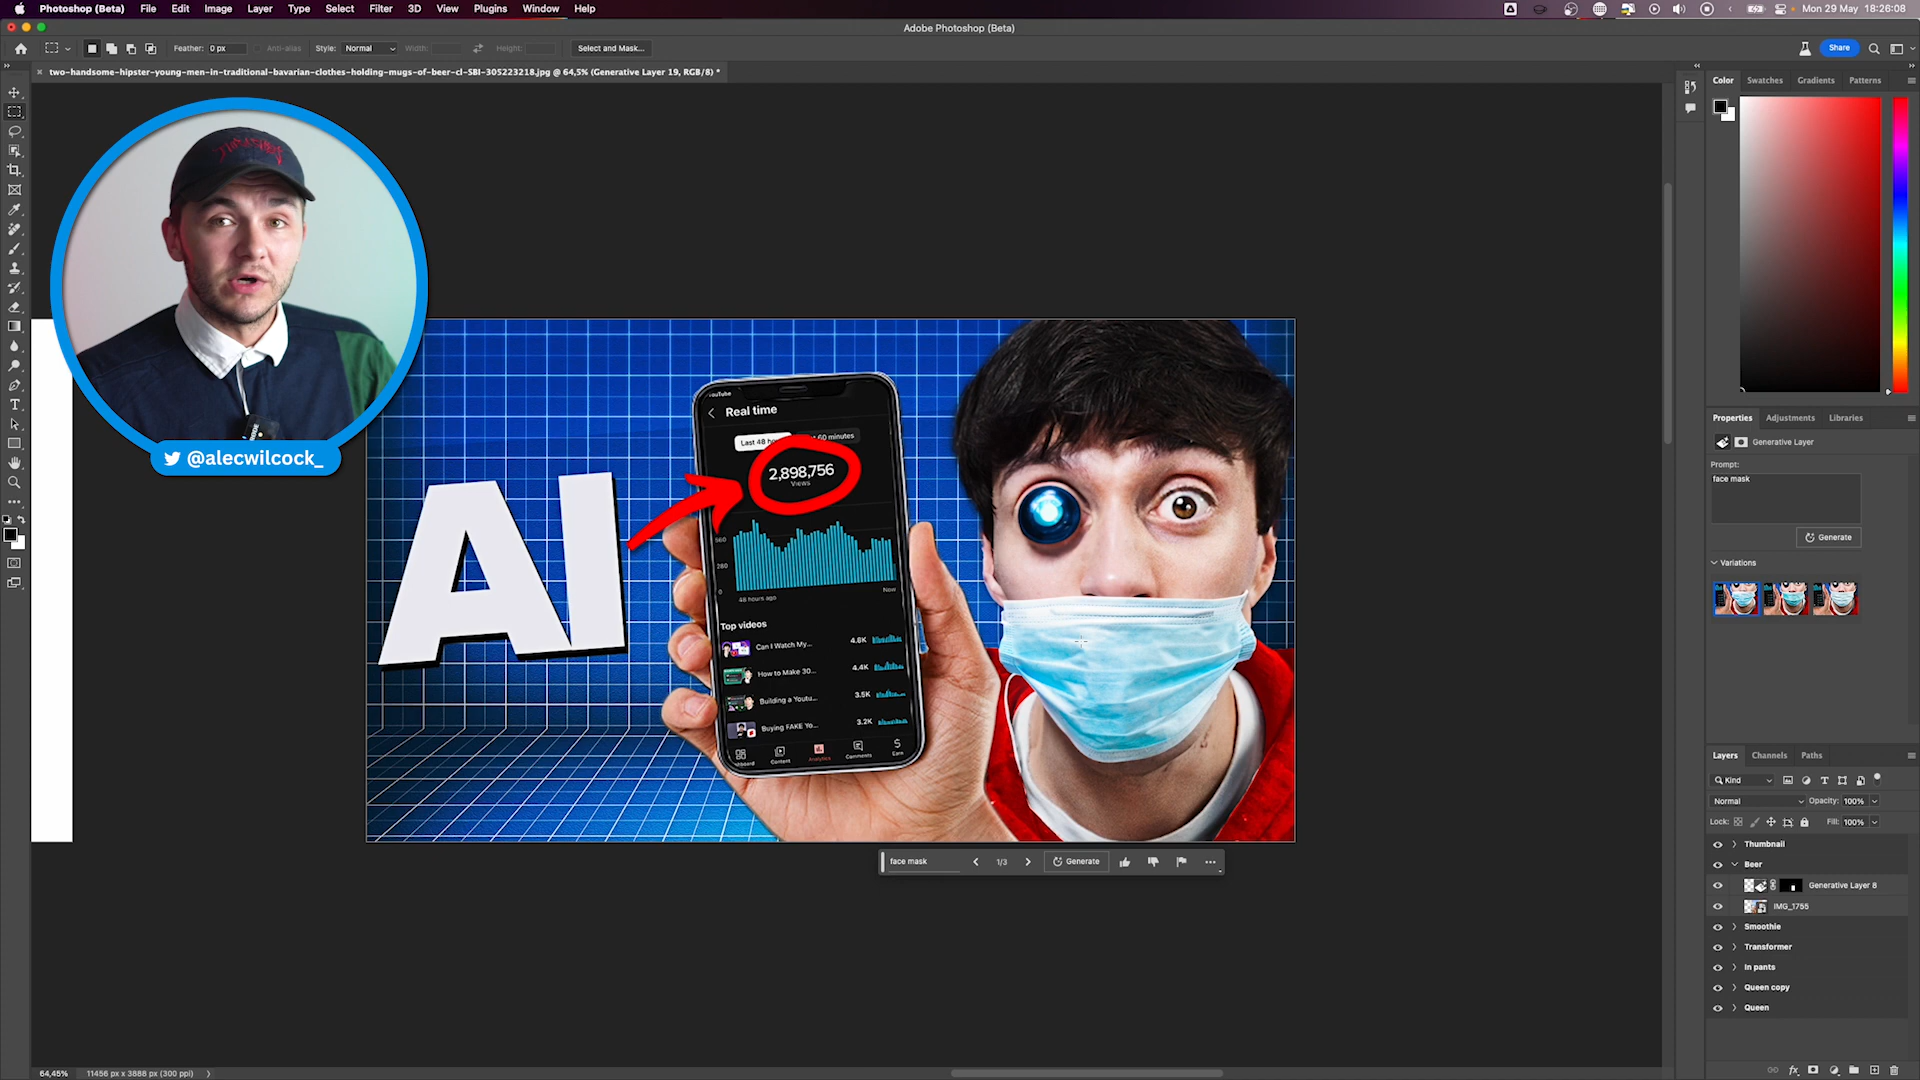 Photoshop (Beta) File Edit Image Layer Type Select Filter 3D View Plugins Window Help
Mon 29 May 18:26:08
Adobe Photoshop (Beta)
Feather: 0 px
Anti-alias
Style: Normal
Width:
Height:
Select and Mask...
Share
two-handsome-hipster-young-men-in-traditional-bavarian-clothes-holding-mugs-of-beer-cl-SBI-305223218.jpg @ 64,5% (Generative Layer 19, RGB/8) *
@alecwilcock_
AI
YouTube
Real time
60 minutes
2,898,756
Views
560
280
0
48 hours ago
Now
Top videos
Can I Watch My... 4.6K
How to Make 30... 4.4K
Building a Youtu... 3.5K
Buying FAKE Yo... 3.2K
Content
Analytics
Comments
Earn
face mask
1/3
Generate
Color Swatches Gradients Patterns
Properties Adjustments Libraries
Generative Layer
Prompt:
face mask
Generate
Variations
Layers Channels Paths
Kind
Normal
Opacity: 100%
Lock:
Fill: 100%
Thumbnail
Beer
Generative Layer 8
IMG_1755
Smoothie
Transformer
In pants
Queen copy
Queen
64,45%
11456 px x 3888 px (300 ppi)